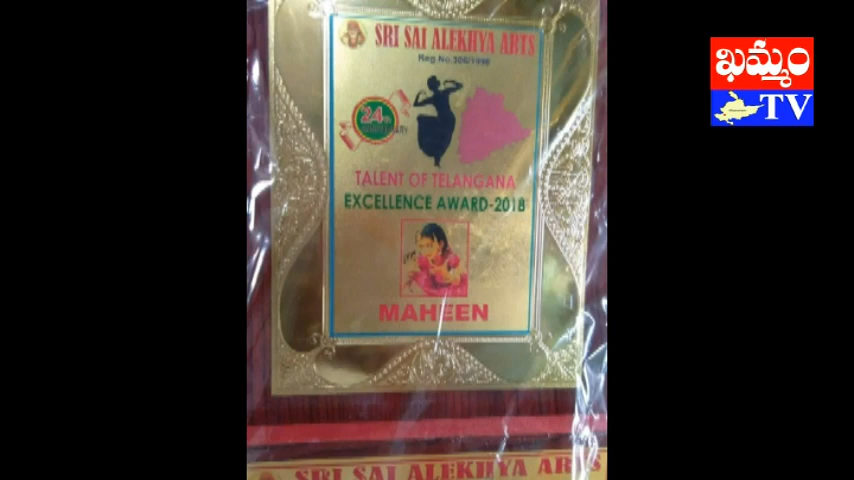 SRI SAI ALEKHYA ARTS
Reg.No.306/1998
24th
TALENT OF TELANGANA
EXCELLENCE AWARD-2018
MAHEEN
SRI SAI ALEKHYA ARTS
ఖమ్మం
TV